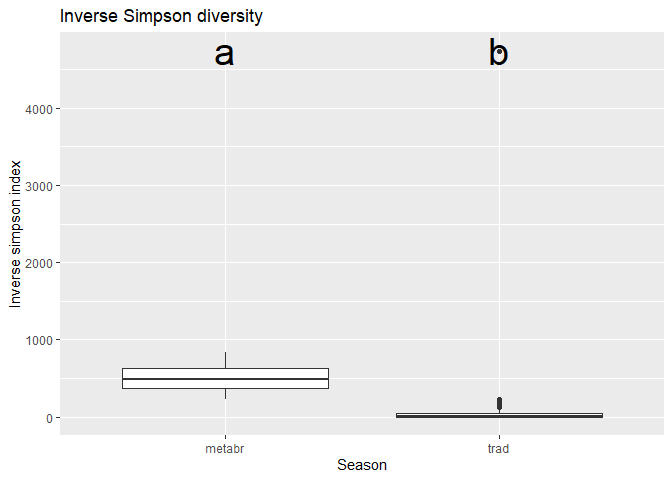 Inverse Simpson diversity
a b
4000
3000
2000
1000
0
Inverse simpson index
metabr trad
Season